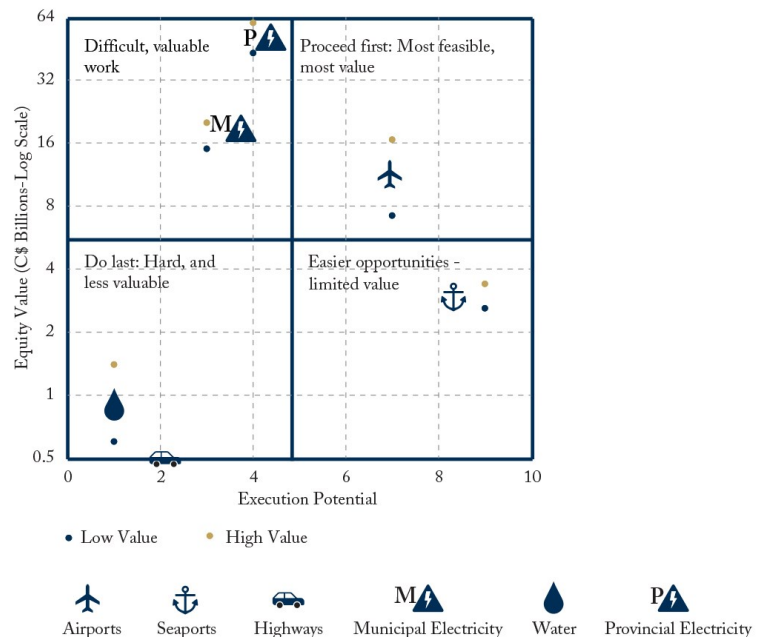 64
32
16
8
4
2
1
0.5
Equity Value (C$ Billions-Log Scale)
Difficult, valuable
work
P
Proceed first: Most feasible,
most value
M
Do last: Hard, and
less valuable
Easier opportunities -
limited value
0 2 4 6 8 10
Execution Potential
Low Value High Value
M P
Airports Seaports Highways Municipal Electricity Water Provincial Electricity